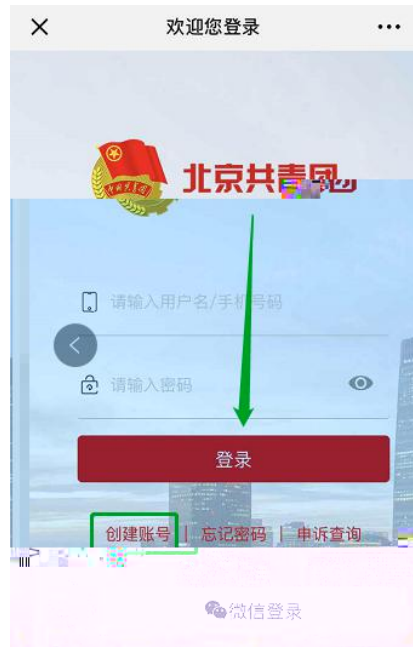 欢迎您登录
北京共青团
请输入用户名/手机号码
请输入密码
登录
创建账号 | 忘记密码 | 申诉查询
微信登录